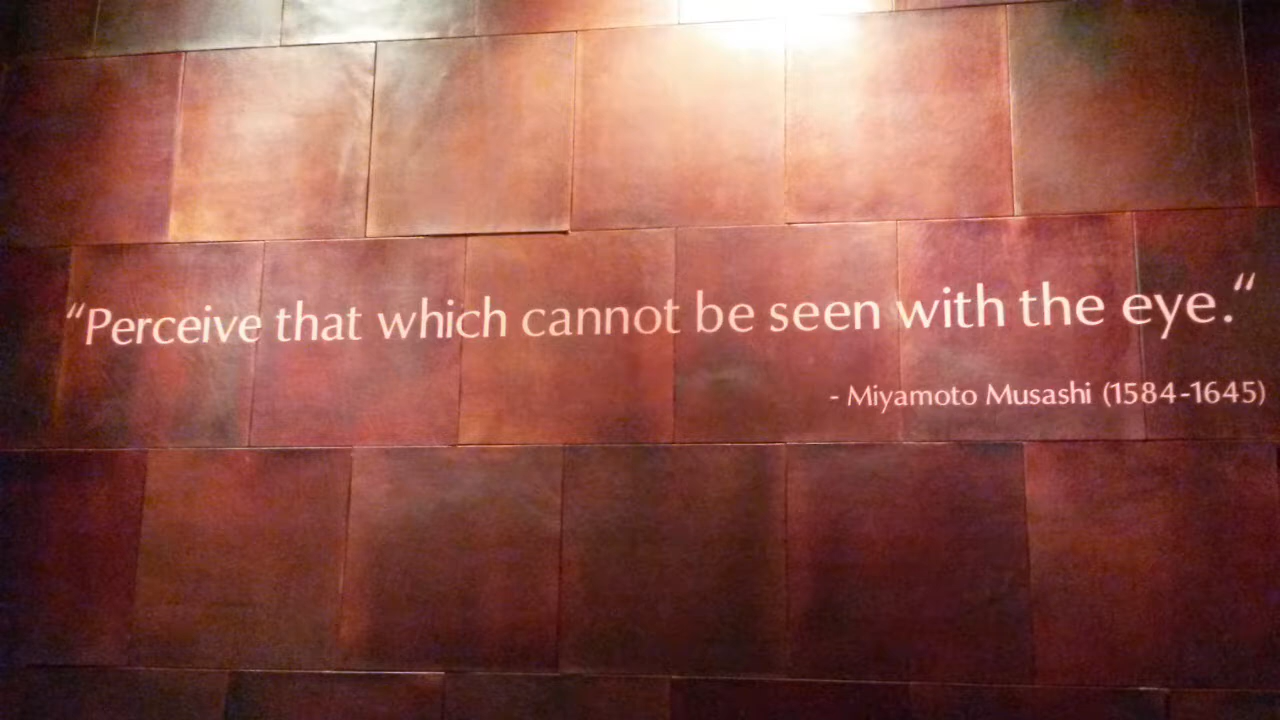 “Perceive that which cannot be seen with the eye.“
- Miyamoto Musashi (1584-1645)